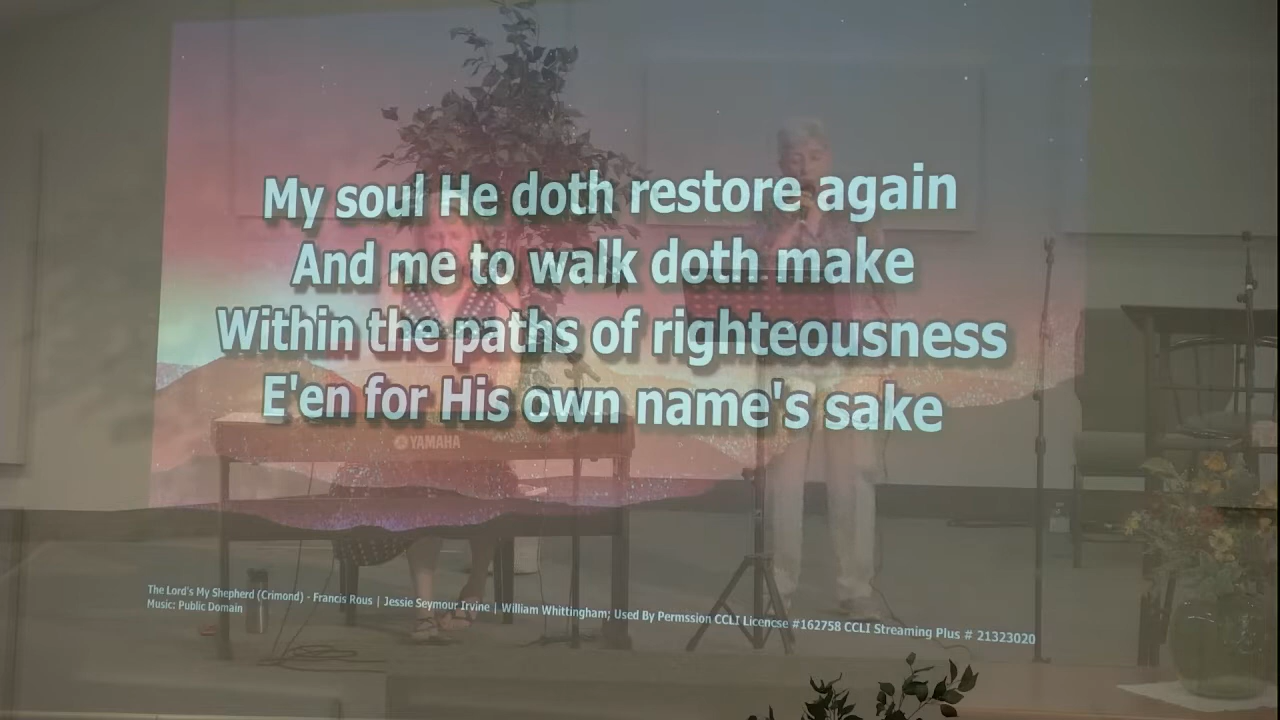 My soul He doth restore again
And me to walk doth make
Within the paths of righteousness
E'en for His own name's sake
YAMAHA
The Lord's My Shepherd (Crimond) - Francis Rous | Jessie Seymour Irvine | William Whittingham; Used By Permssion CCLI Licencse #162758 CCLI Streaming Plus # 21323020
Music: Public Domain